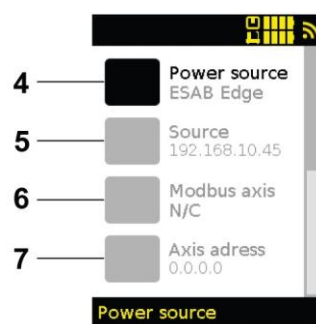 4
Power source
ESAB Edge
5
Source
192.168.10.45
6
Modbus axis
N/C
7
Axis adress
0.0.0.0
Power source